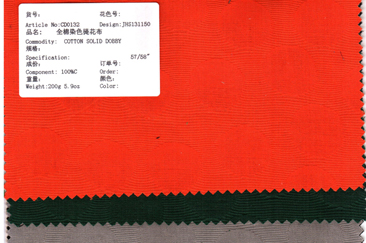 货号: 花色号:
Article No:CD0132 Design:JHS131150
品名: 全棉染色提花布
Commodity: COTTON SOLID DOBBY
规格:
Specification: 57/58"
成份: 订单号:
Component: 100%C Order:
重量: 颜色:
Weight:200g 5.9oz Color: